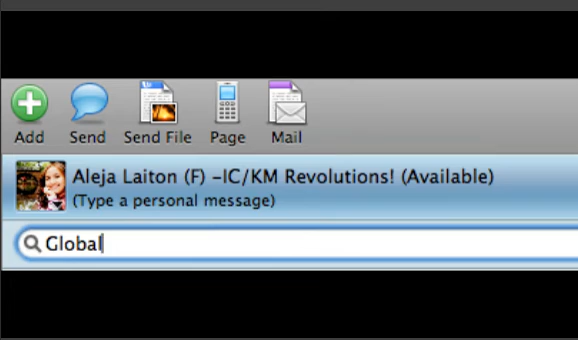 Add Send Send File Page Mail
Aleja Laiton (F) -IC/KM Revolutions! (Available)
(Type a personal message)
Global